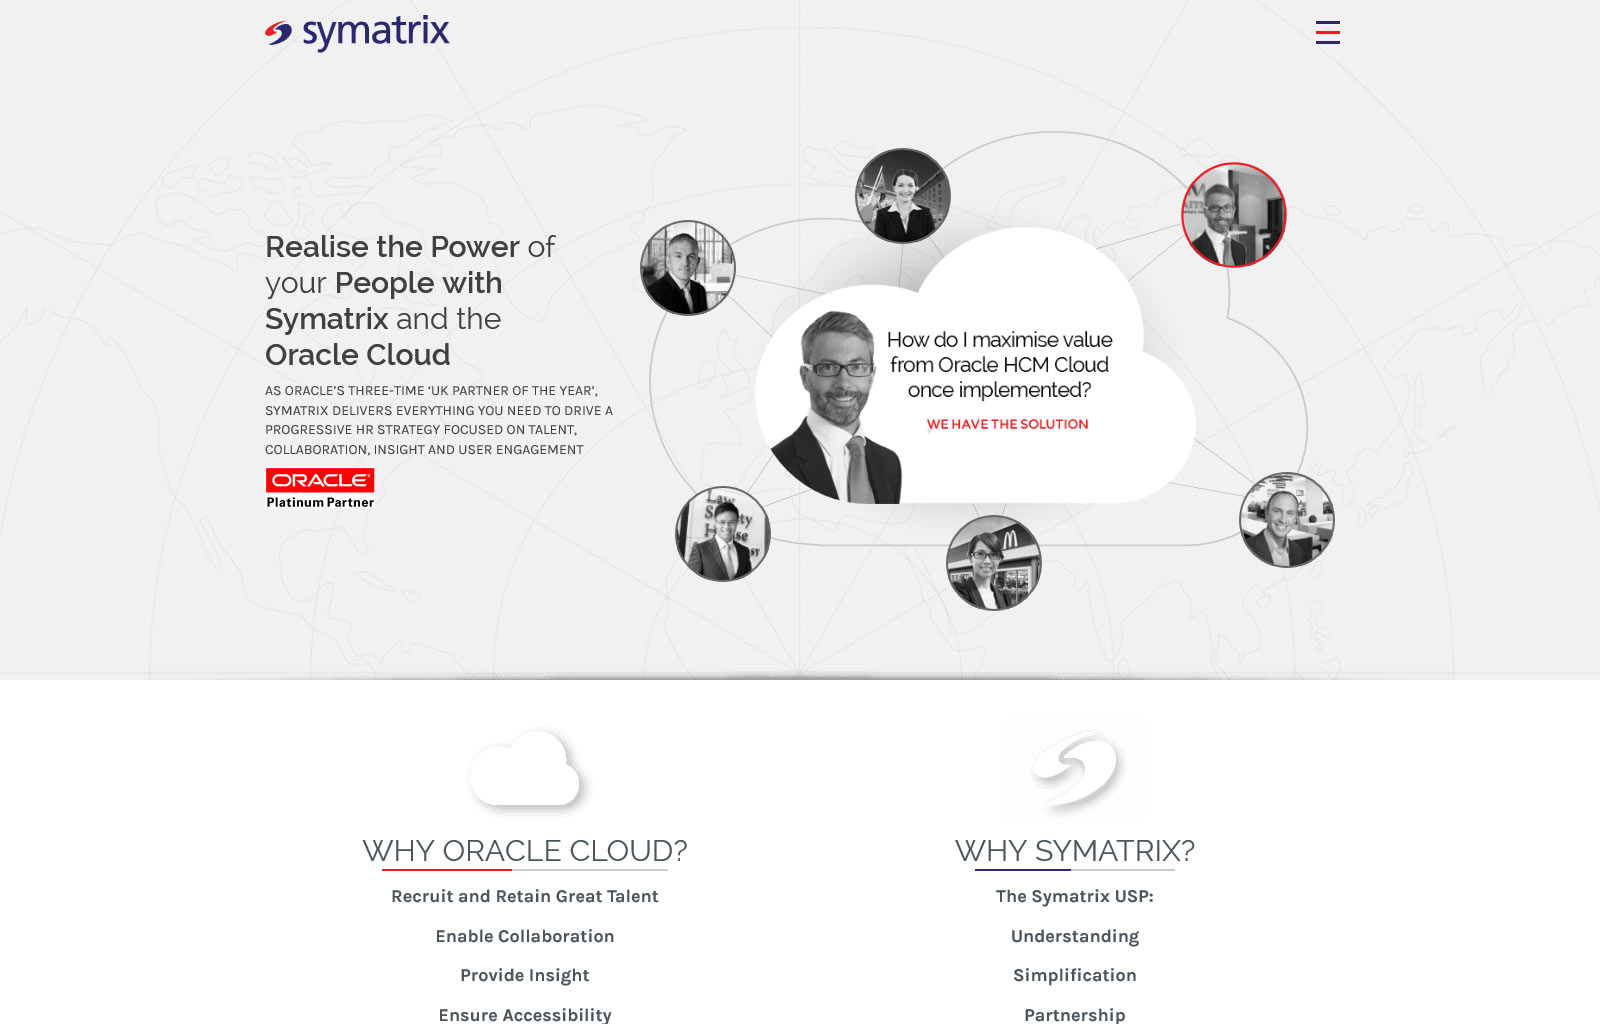 symatrix
Realise the Power of
your People with
Symatrix and the
Oracle Cloud
AS ORACLE’S THREE-TIME ‘UK PARTNER OF THE YEAR’,
SYMATRIX DELIVERS EVERYTHING YOU NEED TO DRIVE A
PROGRESSIVE HR STRATEGY FOCUSED ON TALENT,
COLLABORATION, INSIGHT AND USER ENGAGEMENT
ORACLE
Platinum Partner
How do I maximise value
from Oracle HCM Cloud
once implemented?
WE HAVE THE SOLUTION
Law
WHY ORACLE CLOUD?
Recruit and Retain Great Talent
Enable Collaboration
Provide Insight
Ensure Accessibility
WHY SYMATRIX?
The Symatrix USP:
Understanding
Simplification
Partnership